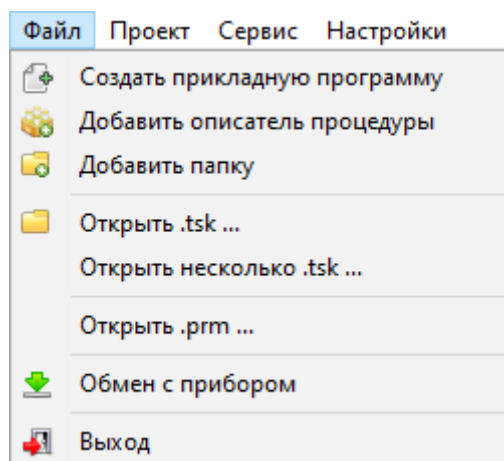 Файл Проект Сервис Настройки
Создать прикладную программу
Добавить описатель процедуры
Добавить папку
Открыть .tsk ...
Открыть несколько .tsk ...
Открыть .prm ...
Обмен с прибором
Выход